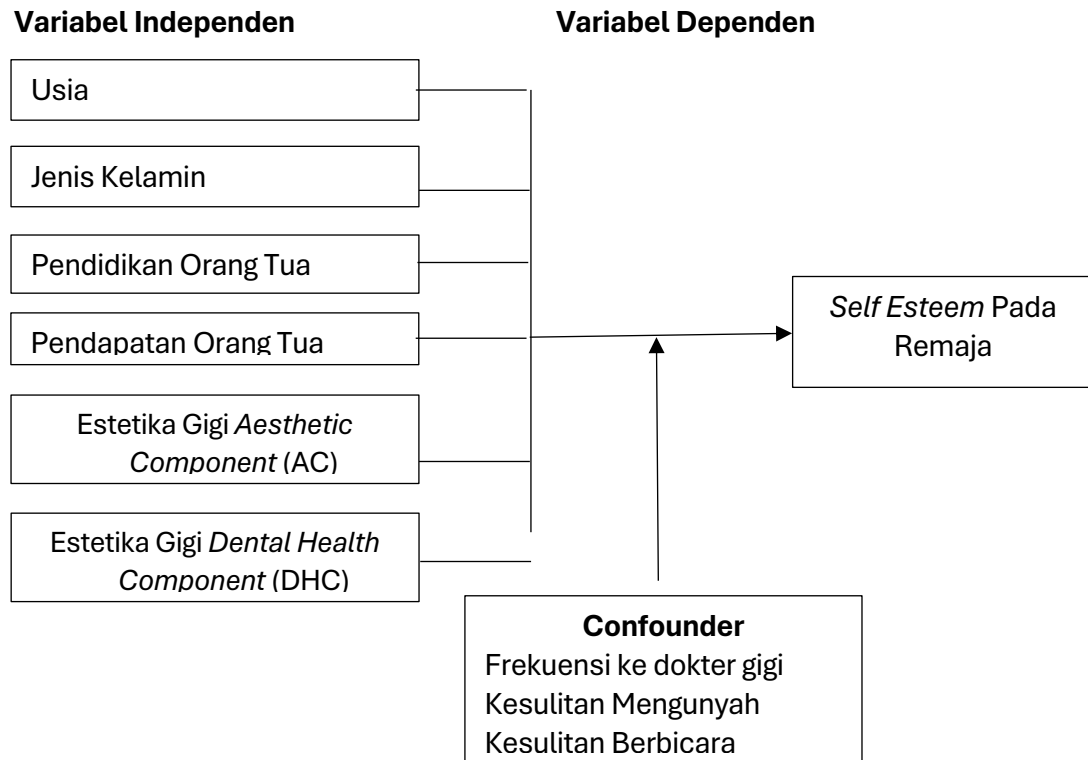 Variabel Independen
Variabel Dependen
Usia
Jenis Kelamin
Pendidikan Orang Tua
Pendapatan Orang Tua
Estetika Gigi Aesthetic
Component (AC)
Estetika Gigi Dental Health
Component (DHC)
Self Esteem Pada
Remaja
Confounder
Frekuensi ke dokter gigi
Kesulitan Mengunyah
Kesulitan Berbicara